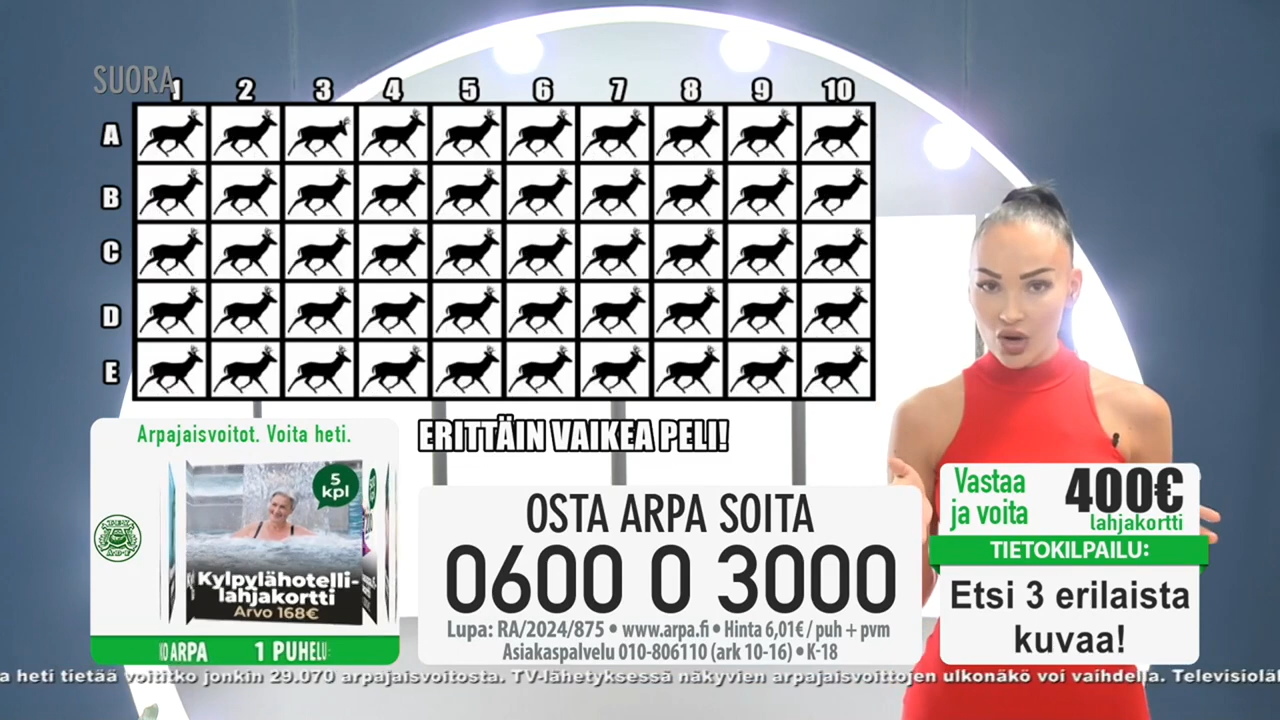 SUORA
1 2 3 4 5 6 7 8 9 10
A
B
C
D
E
ERITTÄIN VAIKEA PELI!
Arpajaisvoitot. Voita heti.
5
kpl
Kylpylähotelli-
lahjakortti
Arvo 168€
ARPA 1 PUHELU
OSTA ARPA SOITA
0600 0 3000
Lupa: RA/2024/875 • www.arpa.fi • Hinta 6,01€ / puh + pvm
Asiakaspalvelu 010-806110 (ark 10-16) • K-18
Vastaa
ja voita
400€
lahjakortti
TIETOKILPAILU:
Etsi 3 erilaista
kuvaa!
a heti tietää voititko jonkin 29.070 arpajaisvoitosta. TV-lähetyksessä näkyvien arpajaisvoittojen ulkonäkö voi vaihdella. Televisioläh